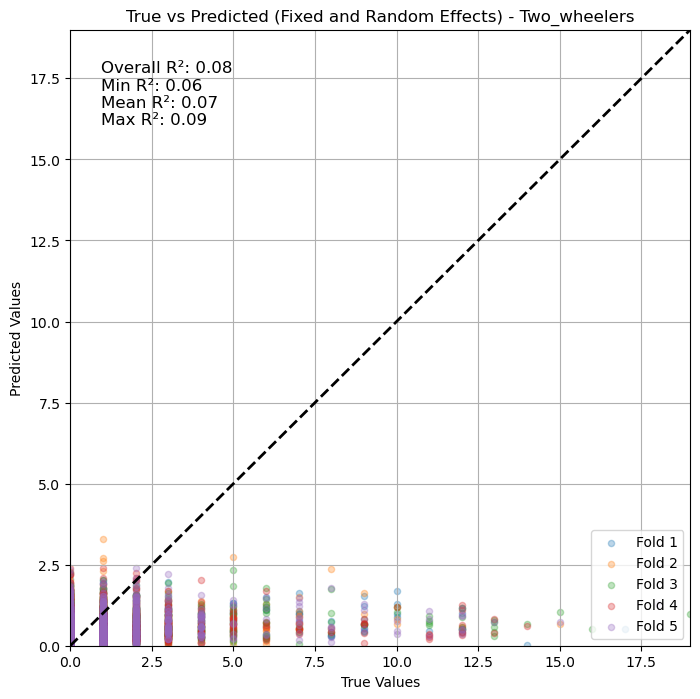 True vs Predicted (Fixed and Random Effects) - Two_wheelers
Overall R²: 0.08
Min R²: 0.06
Mean R²: 0.07
Max R²: 0.09
17.5
15.0
12.5
10.0
7.5
5.0
2.5
0.0
Predicted Values
Fold 1
Fold 2
Fold 3
Fold 4
Fold 5
0.0 2.5 5.0 7.5 10.0 12.5 15.0 17.5
True Values